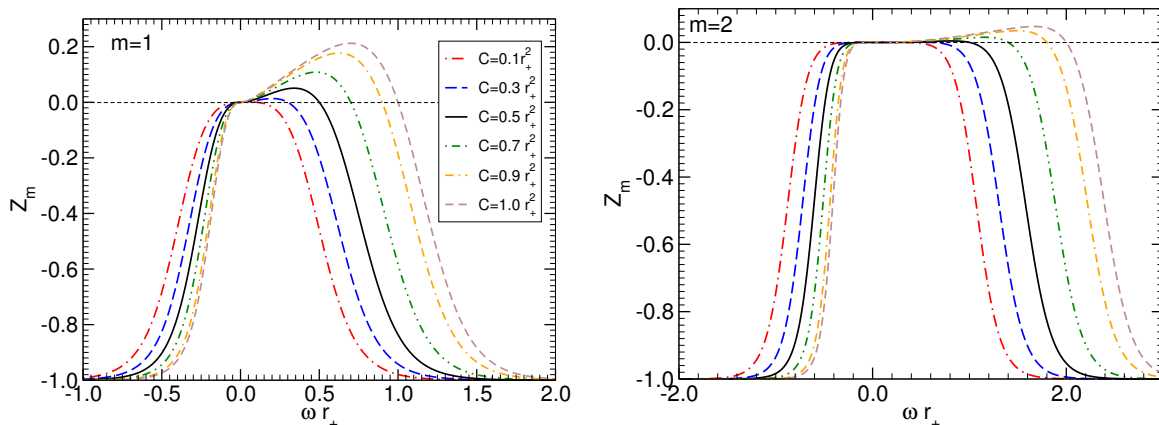 m=1
C=0.1r₊²
C=0.3 r₊²
C=0.5 r₊²
C=0.7 r₊²
C=0.9 r₊²
C=1.0 r₊²
Z_m
0.2
0.0
-0.2
-0.4
-0.6
-0.8
-1.0
-1.0 -0.5 0.0 0.5 1.0 1.5 2.0
ω r₊
m=2
Z_m
0.0
-0.2
-0.4
-0.6
-0.8
-1.0
-2.0 0.0 2.0
ω r₊